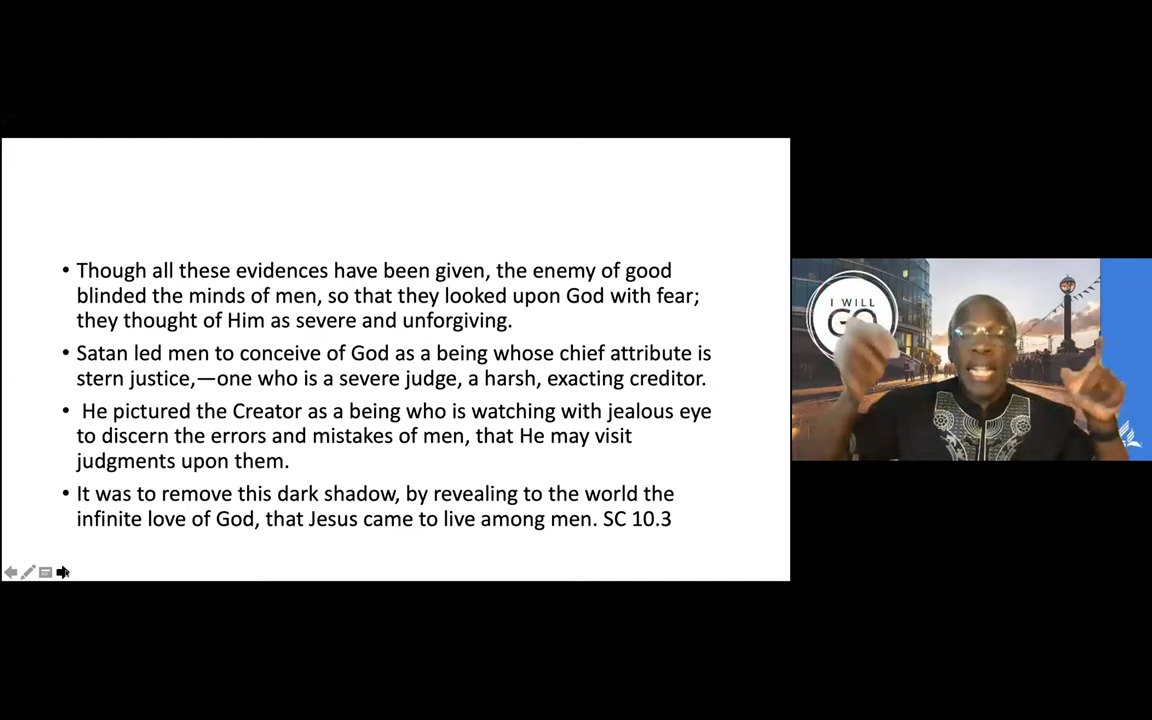 • Though all these evidences have been given, the enemy of good
blinded the minds of men, so that they looked upon God with fear;
they thought of Him as severe and unforgiving.
• Satan led men to conceive of God as a being whose chief attribute is
stern justice,—one who is a severe judge, a harsh, exacting creditor.
• He pictured the Creator as a being who is watching with jealous eye
to discern the errors and mistakes of men, that He may visit
judgments upon them.
• It was to remove this dark shadow, by revealing to the world the
infinite love of God, that Jesus came to live among men. SC 10.3
I WILL
GO